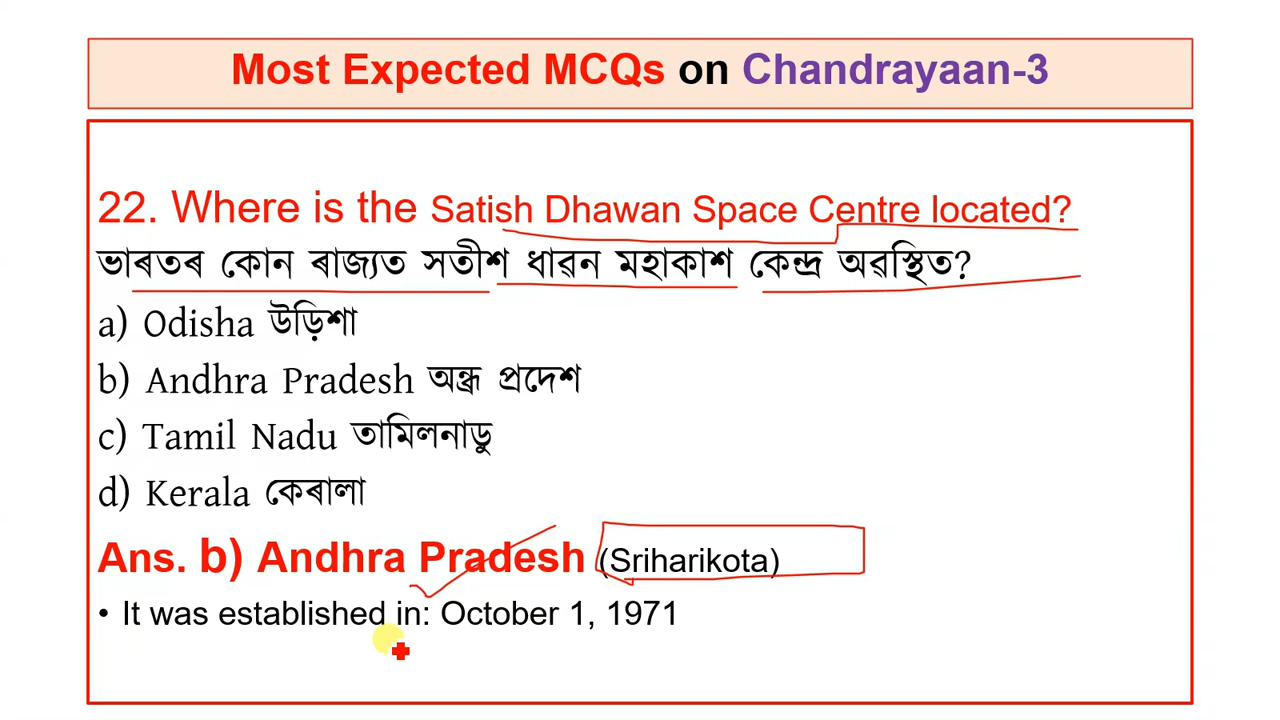 Most Expected MCQs on Chandrayaan-3
22. Where is the Satish Dhawan Space Centre located?
ভাৰতৰ কোন ৰাজ্যত সতীশ ধাৱন মহাকাশ কেন্দ্ৰ অৱস্থিত?
a) Odisha উড়িশা
b) Andhra Pradesh অন্ধ্ৰ প্ৰদেশ
c) Tamil Nadu তামিলনাডু
d) Kerala কেৰালা
Ans. b) Andhra Pradesh (Sriharikota)
• It was established in: October 1, 1971